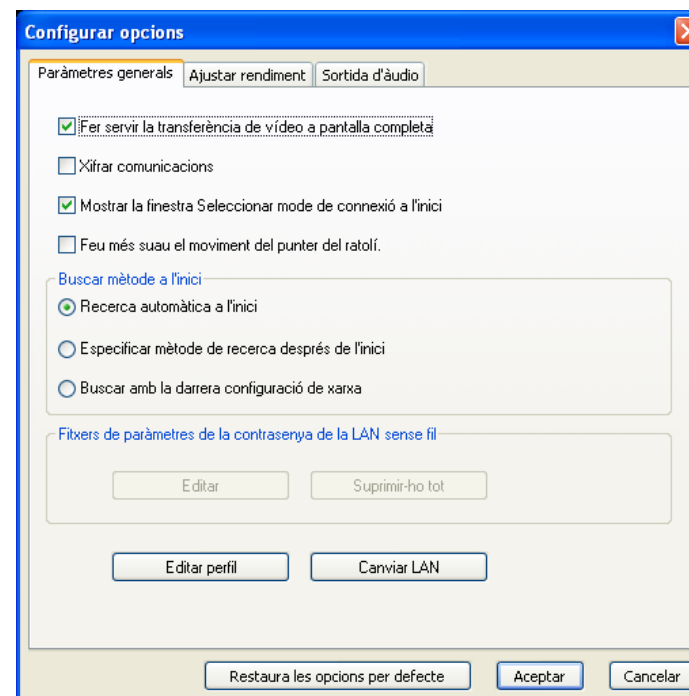 Configurar opcions
Paràmetres generals Ajustar rendiment Sortida d'àudio
Fer servir la transferència de vídeo a pantalla completa
Xifrar comunicacions
Mostrar la finestra Seleccionar mode de connexió a l'inici
Feu més suau el moviment del punter del ratolí.
Buscar mètode a l'inici
Recerca automàtica a l'inici
Especificar mètode de recerca després de l'inici
Buscar amb la darrera configuració de xarxa
Fitxers de paràmetres de la contrasenya de la LAN sense fil
Editar Suprimir-ho tot
Editar perfil Canviar LAN
Restaura les opcions per defecte Aceptar Cancelar